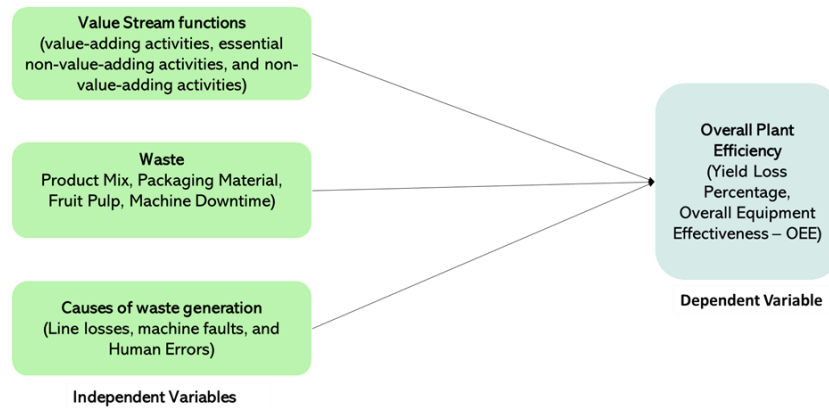 Value Stream functions
(value-adding activities, essential
non-value-adding activities, and non-
value-adding activities)
Waste
Product Mix, Packaging Material,
Fruit Pulp, Machine Downtime)
Causes of waste generation
(Line losses, machine faults, and
Human Errors)
Independent Variables
Overall Plant
Efficiency
(Yield Loss
Percentage,
Overall Equipment
Effectiveness – OEE)
Dependent Variable